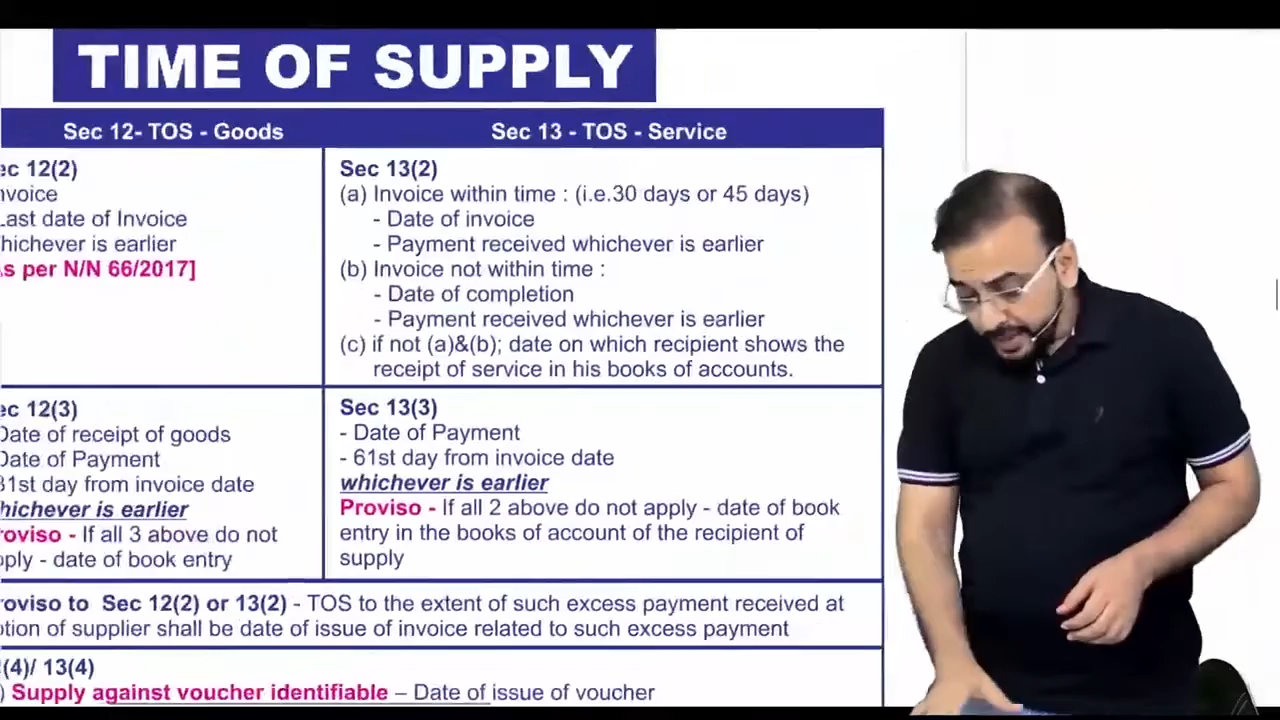 TIME OF SUPPLY
Sec 12- TOS - Goods
Sec 13 - TOS - Service
ec 12(2)
nvoice
Last date of Invoice
hichever is earlier
s per N/N 66/2017]
Sec 13(2)
(a) Invoice within time : (i.e.30 days or 45 days)
- Date of invoice
- Payment received whichever is earlier
(b) Invoice not within time :
- Date of completion
- Payment received whichever is earlier
(c) if not (a)&(b); date on which recipient shows the
receipt of service in his books of accounts.
ec 12(3)
Date of receipt of goods
Date of Payment
31st day from invoice date
hichever is earlier
roviso - If all 3 above do not
pply - date of book entry
Sec 13(3)
- Date of Payment
- 61st day from invoice date
whichever is earlier
Proviso - If all 2 above do not apply - date of book
entry in the books of account of the recipient of
supply
roviso to Sec 12(2) or 13(2) - TOS to the extent of such excess payment received at
ption of supplier shall be date of issue of invoice related to such excess payment
(4)/ 13(4)
) Supply against voucher identifiable – Date of issue of voucher